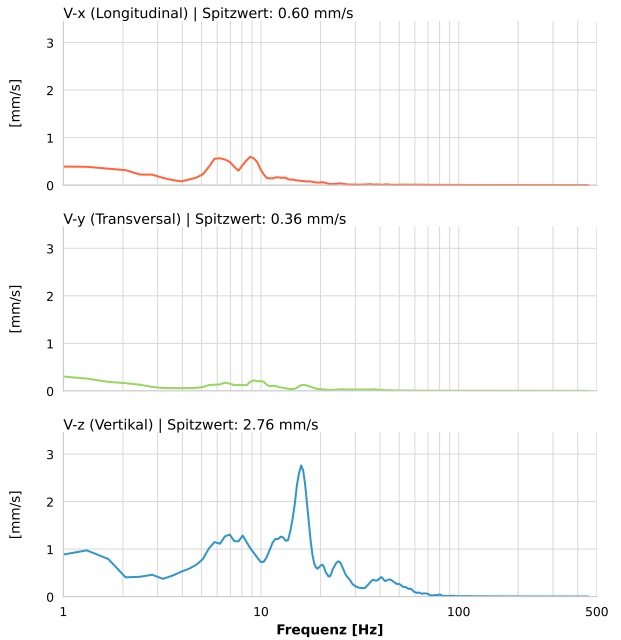 V-x (Longitudinal) | Spitzwert: 0.60 mm/s
3
2
1
0
[mm/s]
V-y (Transversal) | Spitzwert: 0.36 mm/s
3
2
1
0
[mm/s]
V-z (Vertikal) | Spitzwert: 2.76 mm/s
3
2
1
0
[mm/s]
1 10 100 500
Frequenz [Hz]